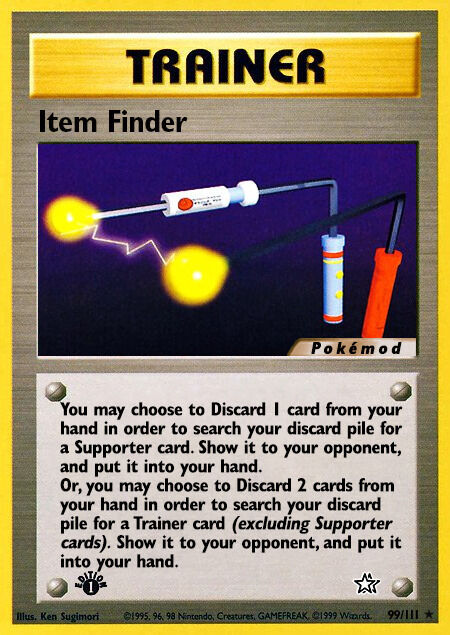 TRAINER
Item Finder
Pokémod
You may choose to Discard 1 card from your
hand in order to search your discard pile for
a Supporter card. Show it to your opponent,
and put it into your hand.
Or, you may choose to Discard 2 cards from
your hand in order to search your discard
pile for a Trainer card (excluding Supporter
cards). Show it to your opponent, and put it
into your hand.
EDITION
1
Illus. Ken Sugimori ©1995, 96, 98 Nintendo, Creatures, GAMEFREAK. ©1999 Wizards. 99/111 ★